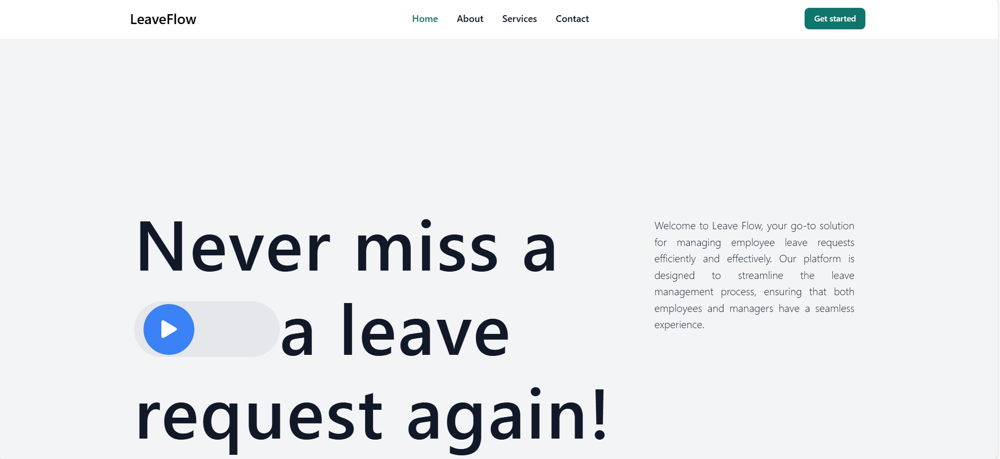 LeaveFlow
Home About Services Contact
Get started
Never miss a
a leave
request again!
Welcome to Leave Flow, your go-to solution
for managing employee leave requests
efficiently and effectively. Our platform is
designed to streamline the leave
management process, ensuring that both
employees and managers have a seamless
experience.